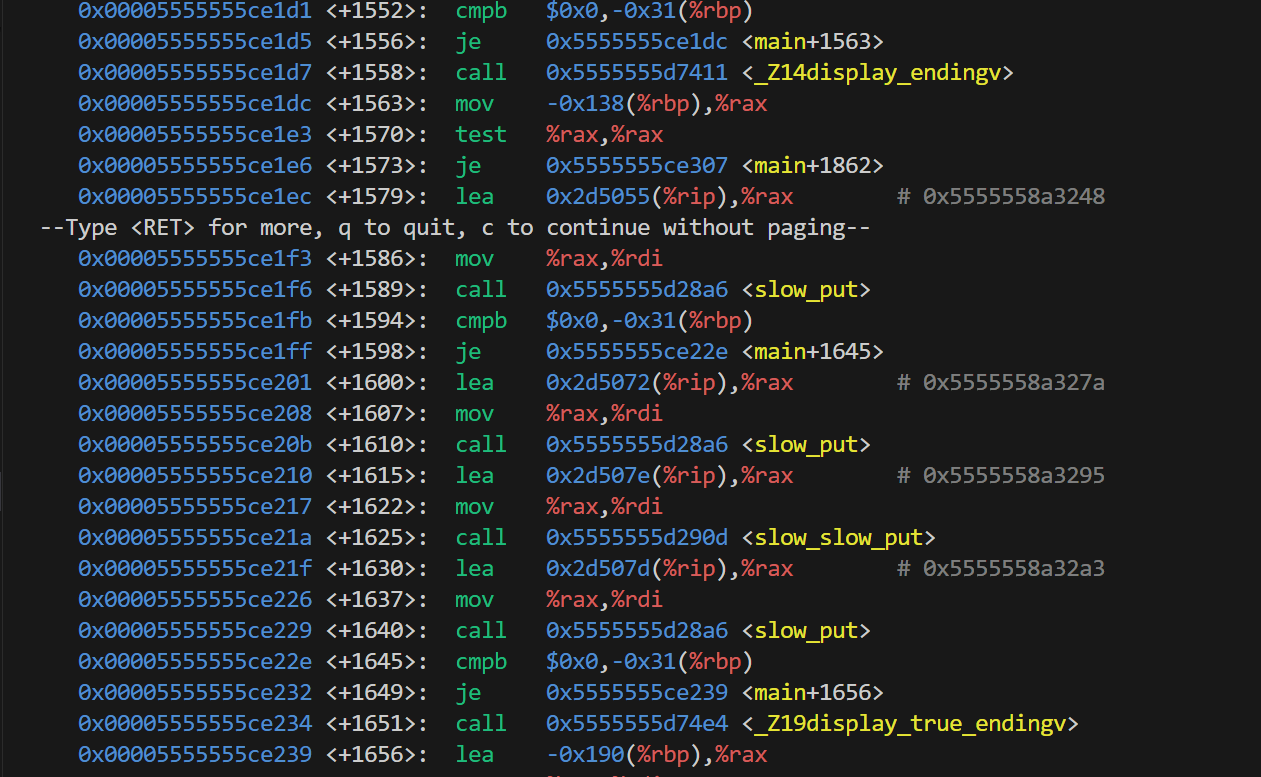 0x00005555555ce1d1 <+1552>: cmpb $0x0,-0x31(%rbp)
0x00005555555ce1d5 <+1556>: je 0x5555555ce1dc <main+1563>
0x00005555555ce1d7 <+1558>: call 0x5555555d7411 <_Z14display_endingv>
0x00005555555ce1dc <+1563>: mov -0x138(%rbp),%rax
0x00005555555ce1e3 <+1570>: test %rax,%rax
0x00005555555ce1e6 <+1573>: je 0x5555555ce307 <main+1862>
0x00005555555ce1ec <+1579>: lea 0x2d5055(%rip),%rax # 0x5555558a3248
--Type <RET> for more, q to quit, c to continue without paging--
0x00005555555ce1f3 <+1586>: mov %rax,%rdi
0x00005555555ce1f6 <+1589>: call 0x5555555d28a6 <slow_put>
0x00005555555ce1fb <+1594>: cmpb $0x0,-0x31(%rbp)
0x00005555555ce1ff <+1598>: je 0x5555555ce22e <main+1645>
0x00005555555ce201 <+1600>: lea 0x2d5072(%rip),%rax # 0x5555558a327a
0x00005555555ce208 <+1607>: mov %rax,%rdi
0x00005555555ce20b <+1610>: call 0x5555555d28a6 <slow_put>
0x00005555555ce210 <+1615>: lea 0x2d507e(%rip),%rax # 0x5555558a3295
0x00005555555ce217 <+1622>: mov %rax,%rdi
0x00005555555ce21a <+1625>: call 0x5555555d290d <slow_slow_put>
0x00005555555ce21f <+1630>: lea 0x2d507d(%rip),%rax # 0x5555558a32a3
0x00005555555ce226 <+1637>: mov %rax,%rdi
0x00005555555ce229 <+1640>: call 0x5555555d28a6 <slow_put>
0x00005555555ce22e <+1645>: cmpb $0x0,-0x31(%rbp)
0x00005555555ce232 <+1649>: je 0x5555555ce239 <main+1656>
0x00005555555ce234 <+1651>: call 0x5555555d74e4 <_Z19display_true_endingv>
0x00005555555ce239 <+1656>: lea -0x190(%rbp),%rax